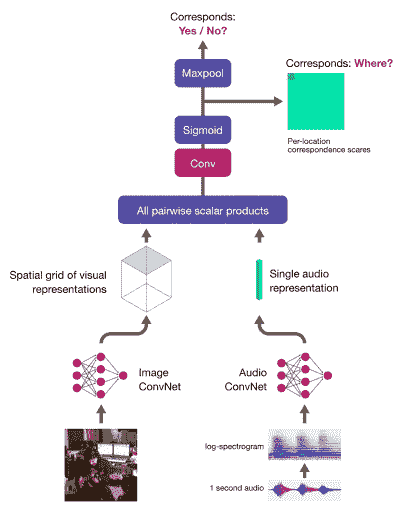 Corresponds:
Yes / No?
Maxpool
Corresponds: Where?
Sigmoid
Per-location
correspondence scares
Conv
All pairwise scalar products
Spatial grid of visual
representations
Single audio
representation
Image
ConvNet
Audio
ConvNet
log-spectrogram
1 second audio